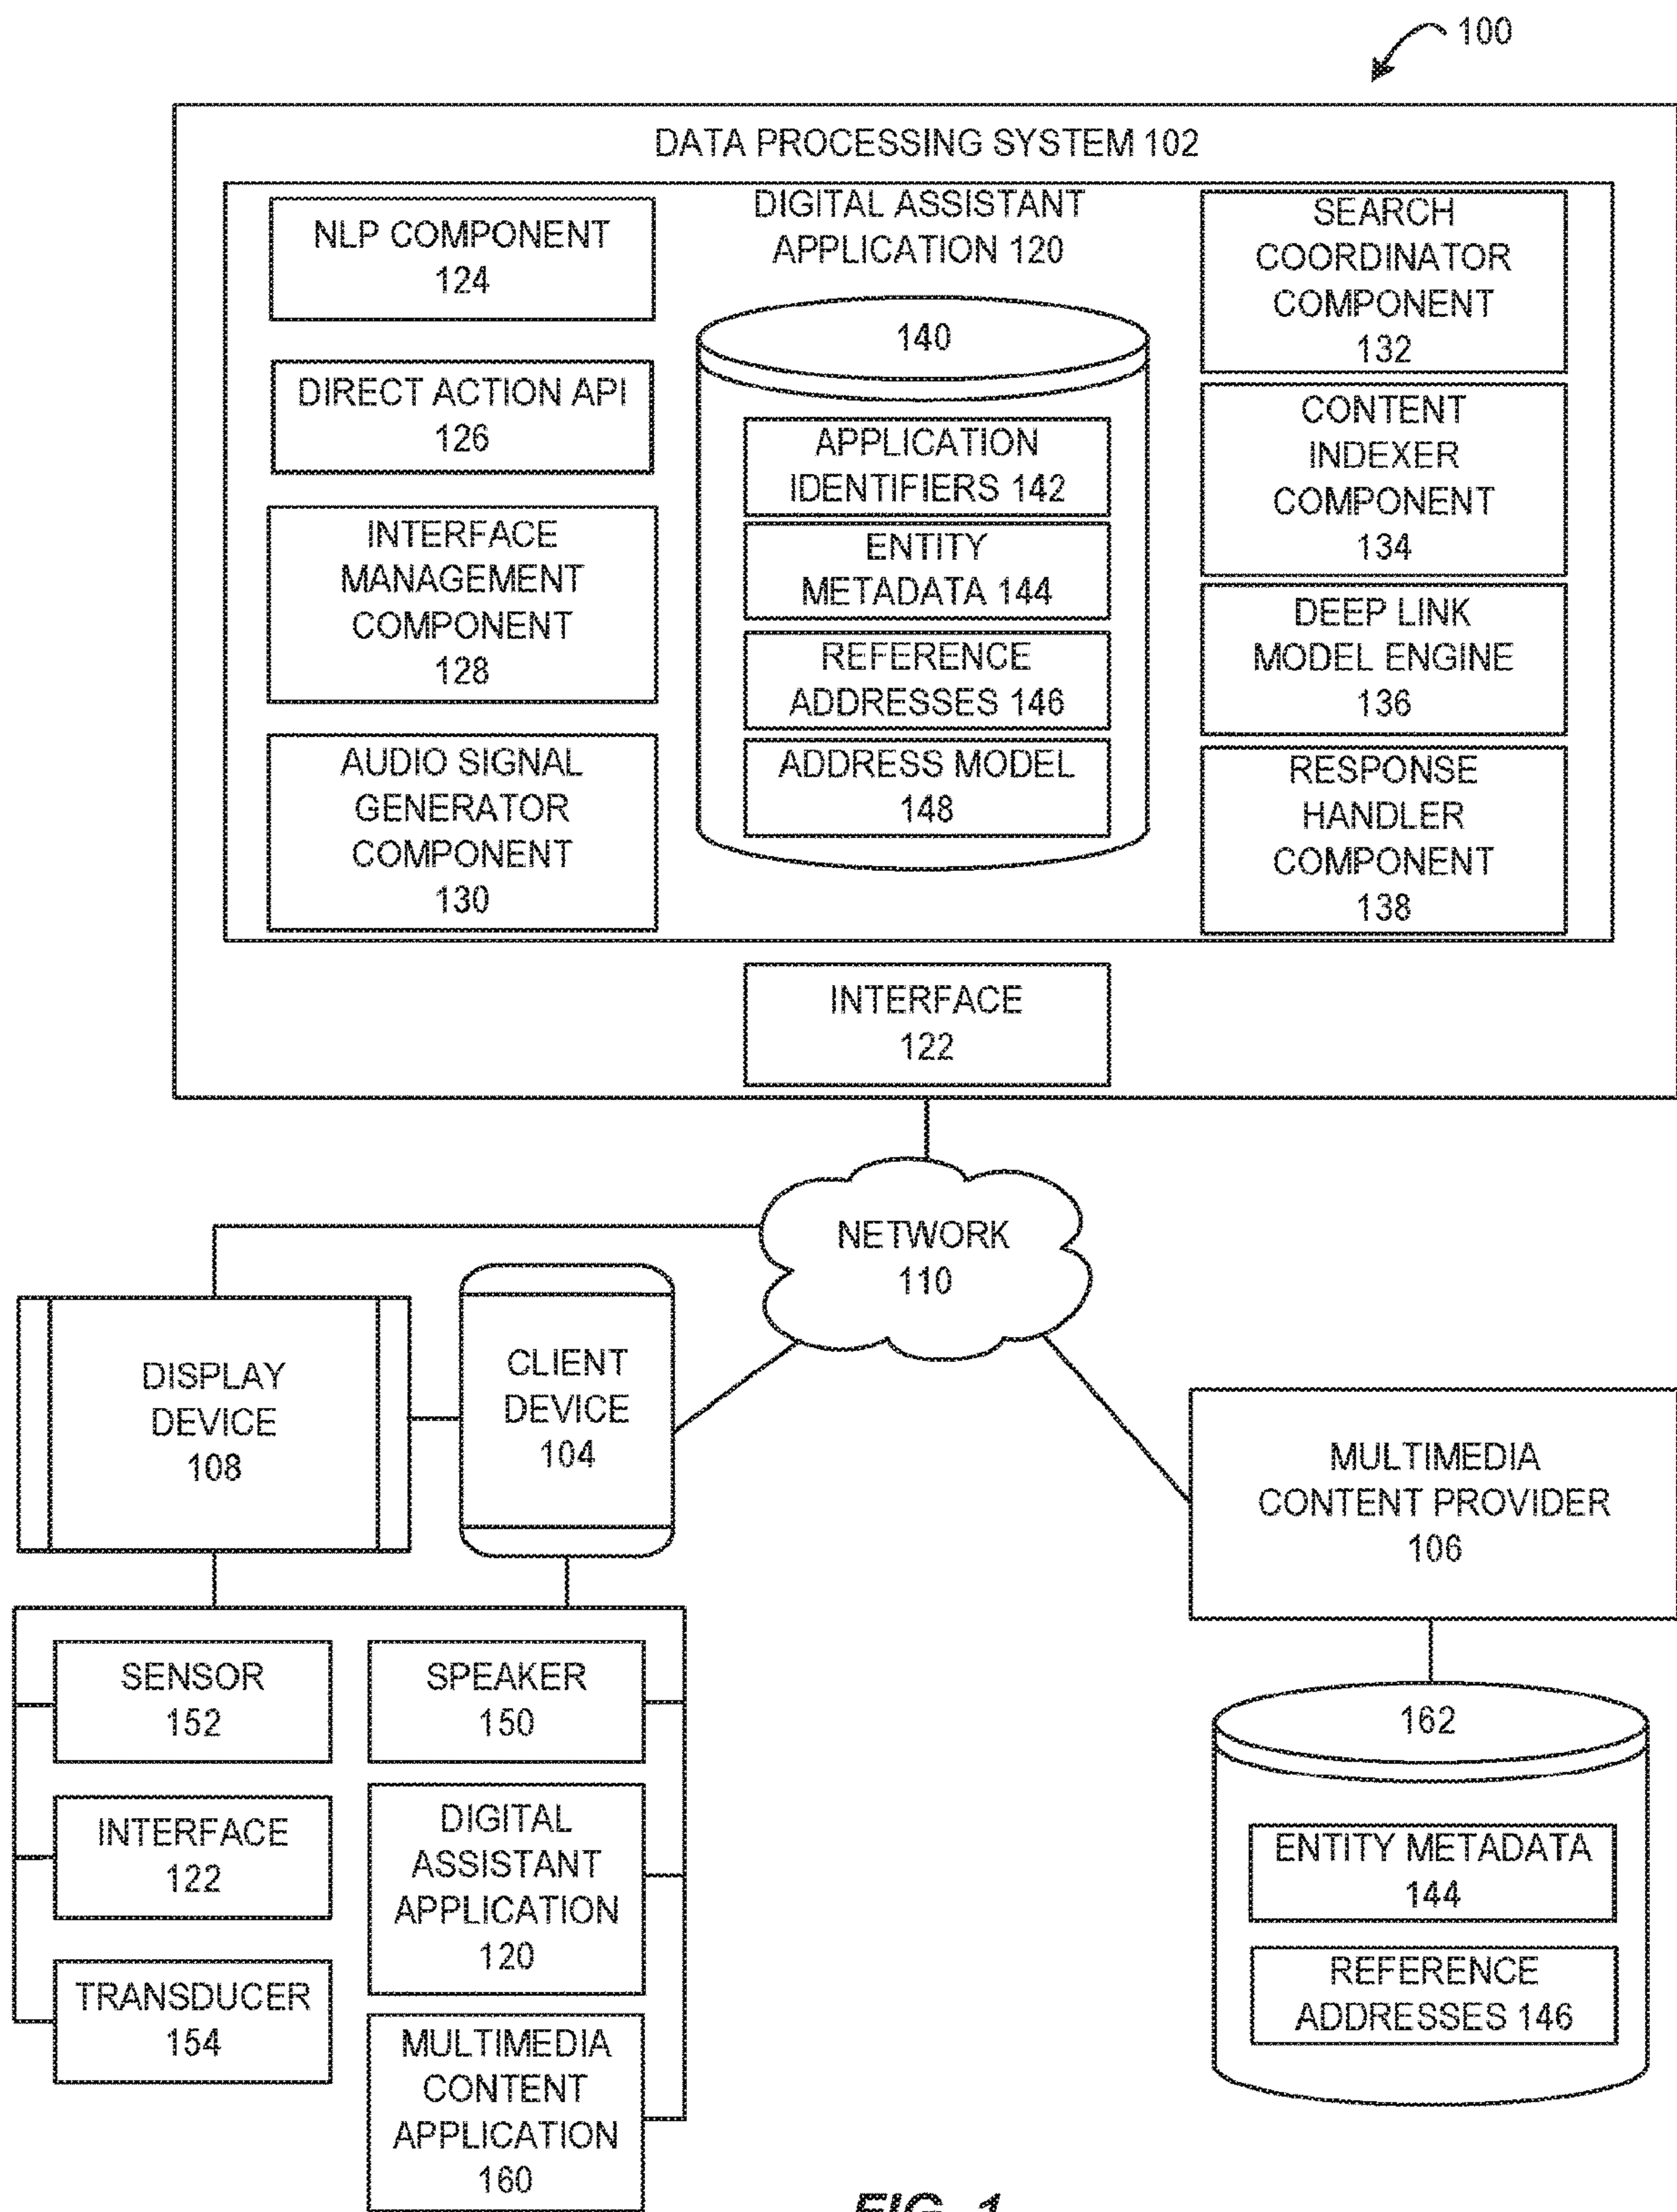 100
DATA PROCESSING SYSTEM 102
DIGITAL ASSISTANT
APPLICATION 120
NLP COMPONENT
124
DIRECT ACTION API
126
INTERFACE
MANAGEMENT
COMPONENT
128
AUDIO SIGNAL
GENERATOR
COMPONENT
130
140
APPLICATION
IDENTIFIERS 142
ENTITY
METADATA 144
REFERENCE
ADDRESSES 146
ADDRESS MODEL
148
SEARCH
COORDINATOR
COMPONENT
132
CONTENT
INDEXER
COMPONENT
134
DEEP LINK
MODEL ENGINE
136
RESPONSE
HANDLER
COMPONENT
138
INTERFACE
122
NETWORK
110
DISPLAY
DEVICE
108
CLIENT
DEVICE
104
MULTIMEDIA
CONTENT PROVIDER
106
SENSOR
152
INTERFACE
122
TRANSDUCER
154
SPEAKER
150
DIGITAL
ASSISTANT
APPLICATION
120
MULTIMEDIA
CONTENT
APPLICATION
160
162
ENTITY METADATA
144
REFERENCE
ADDRESSES 146
FIG. 1